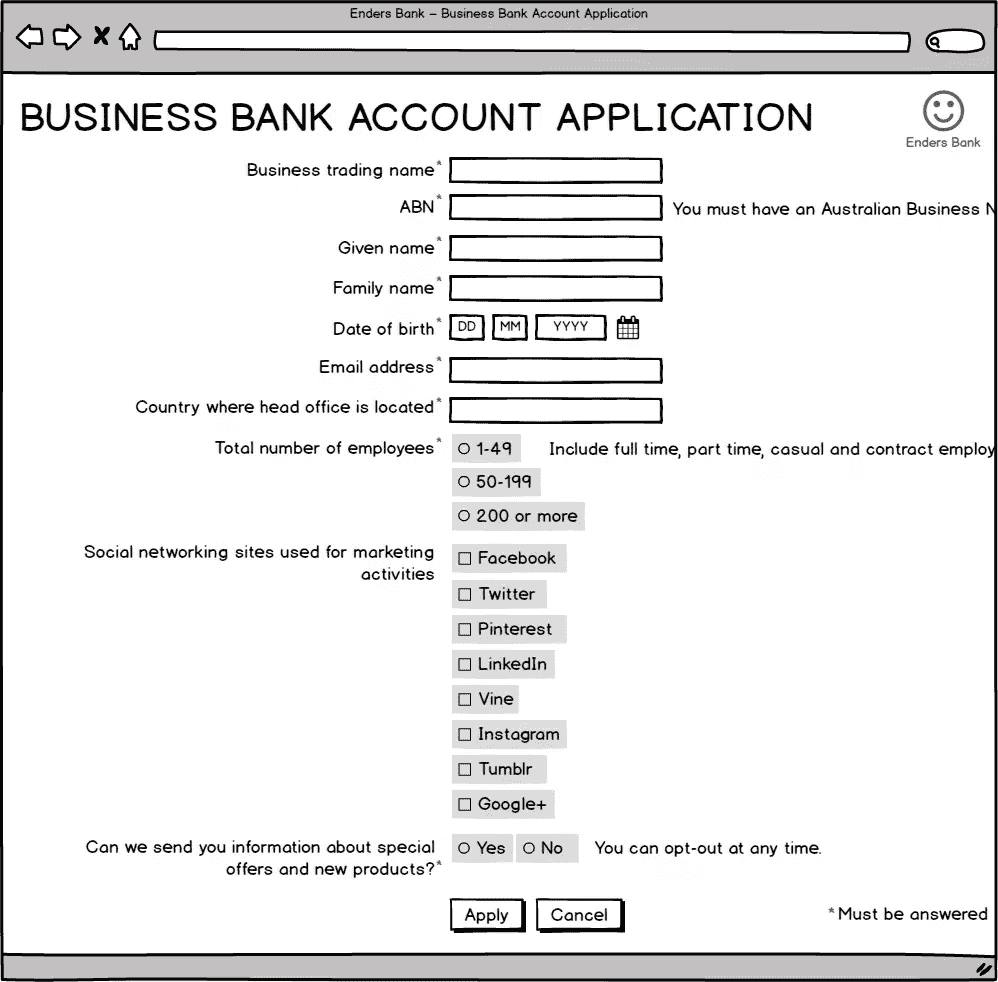 Enders Bank – Business Bank Account Application
BUSINESS BANK ACCOUNT APPLICATION
Enders Bank
Business trading name*
ABN* You must have an Australian Business
Given name*
Family name*
Date of birth* DD MM YYYY
Email address*
Country where head office is located*
Total number of employees* 1-49 Include full time, part time, casual and contract
50-199
200 or more
Social networking sites used for marketing
activities
Facebook
Twitter
Pinterest
LinkedIn
Vine
Instagram
Tumblr
Google+
Can we send you information about special Yes No You can opt-out at any time.
offers and new products?*
Apply Cancel *Must be answered